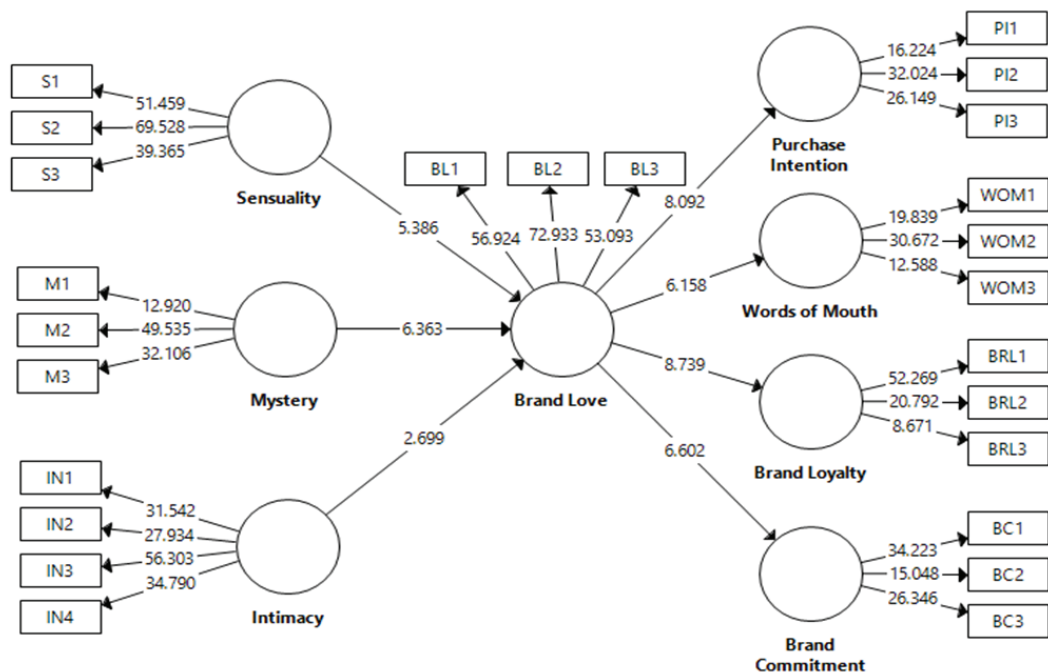 S1
S2
S3
51.459
69.528
39.365
Sensuality
5.386
M1
M2
M3
12.920
49.535
32.106
Mystery
6.363
IN1
IN2
IN3
IN4
31.542
27.934
56.303
34.790
Intimacy
2.699
BL1
BL2
BL3
56.924
72.933
53.093
Brand Love
8.092
6.158
8.739
6.602
PI1
PI2
PI3
16.224
32.024
26.149
Purchase
Intention
WOM1
WOM2
WOM3
19.839
30.672
12.588
Words of Mouth
BRL1
BRL2
BRL3
52.269
20.792
8.671
Brand Loyalty
BC1
BC2
BC3
34.223
15.048
26.346
Brand
Commitment